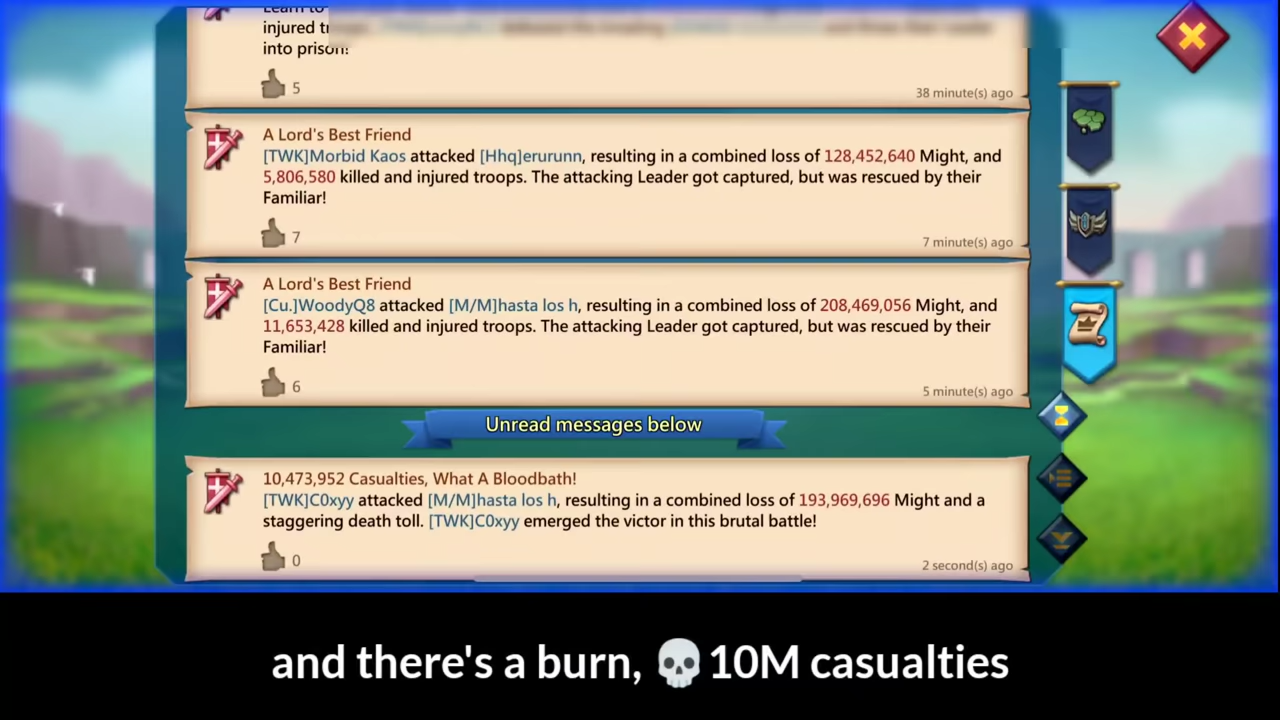 Learn to
injured tr
into prison!
5
38 minute(s) ago
A Lord's Best Friend
[TWK]Morbid Kaos attacked [Hhq]erurunn, resulting in a combined loss of 128,452,640 Might, and
5,806,580 killed and injured troops. The attacking Leader got captured, but was rescued by their
Familiar!
7
7 minute(s) ago
A Lord's Best Friend
[Cu.]WoodyQ8 attacked [M/M]hasta los h, resulting in a combined loss of 208,469,056 Might, and
11,653,428 killed and injured troops. The attacking Leader got captured, but was rescued by their
Familiar!
6
5 minute(s) ago
Unread messages below
10,473,952 Casualties, What A Bloodbath!
[TWK]C0xyy attacked [M/M]hasta los h, resulting in a combined loss of 193,969,696 Might and a
staggering death toll. [TWK]C0xyy emerged the victor in this brutal battle!
0
2 second(s) ago
and there's a burn, 💀10M casualties